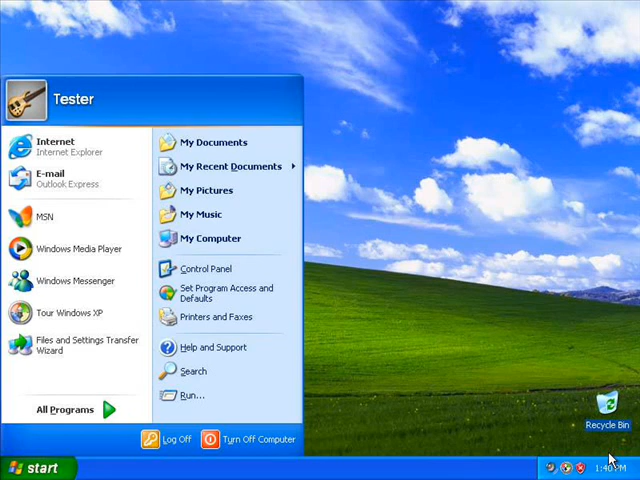 Tester
Internet
Internet Explorer
E-mail
Outlook Express
MSN
Windows Media Player
Windows Messenger
Tour Windows XP
Files and Settings Transfer
Wizard
All Programs
My Documents
My Recent Documents
My Pictures
My Music
My Computer
Control Panel
Set Program Access and
Defaults
Printers and Faxes
Help and Support
Search
Run...
Log Off
Turn Off Computer
Recycle Bin
start
1:40 PM